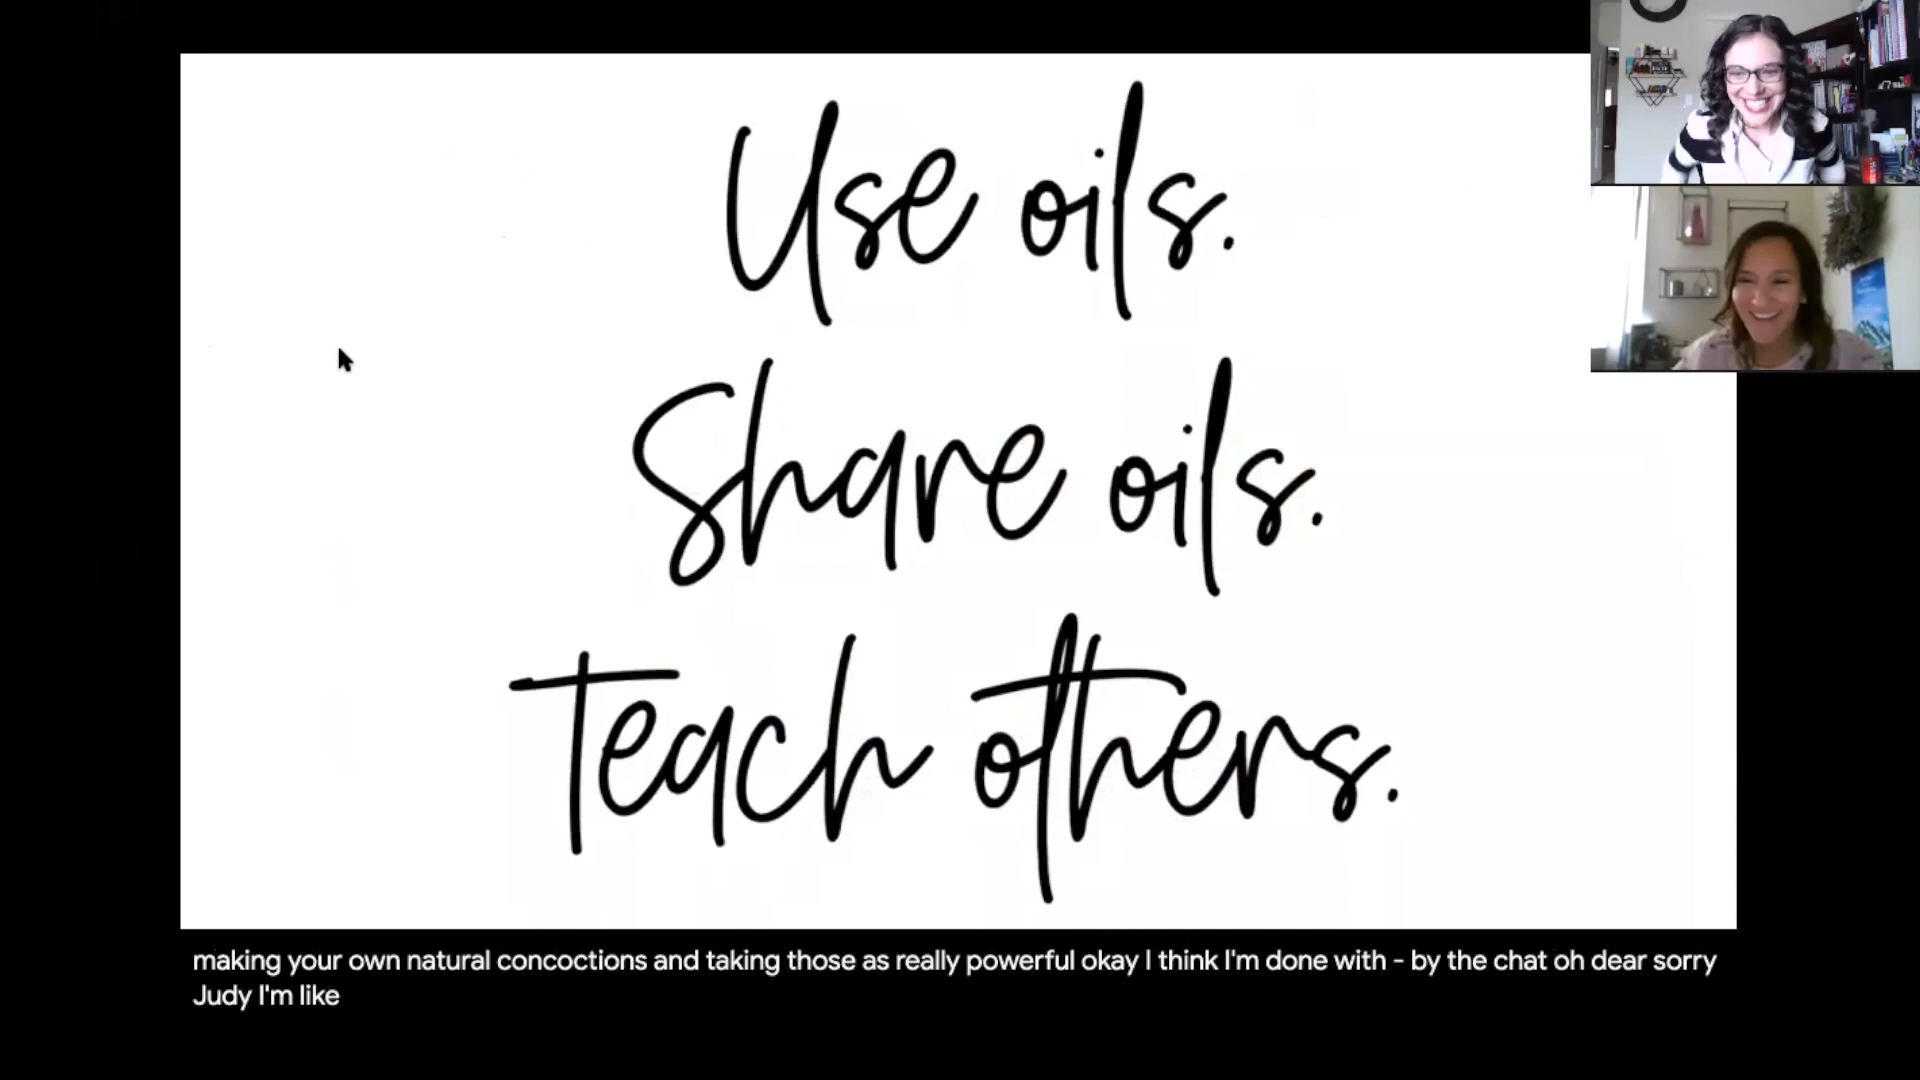 Use oils.
Share oils.
Teach others.
making your own natural concoctions and taking those as really powerful okay I think I'm done with - by the chat oh dear sorry
Judy I'm like